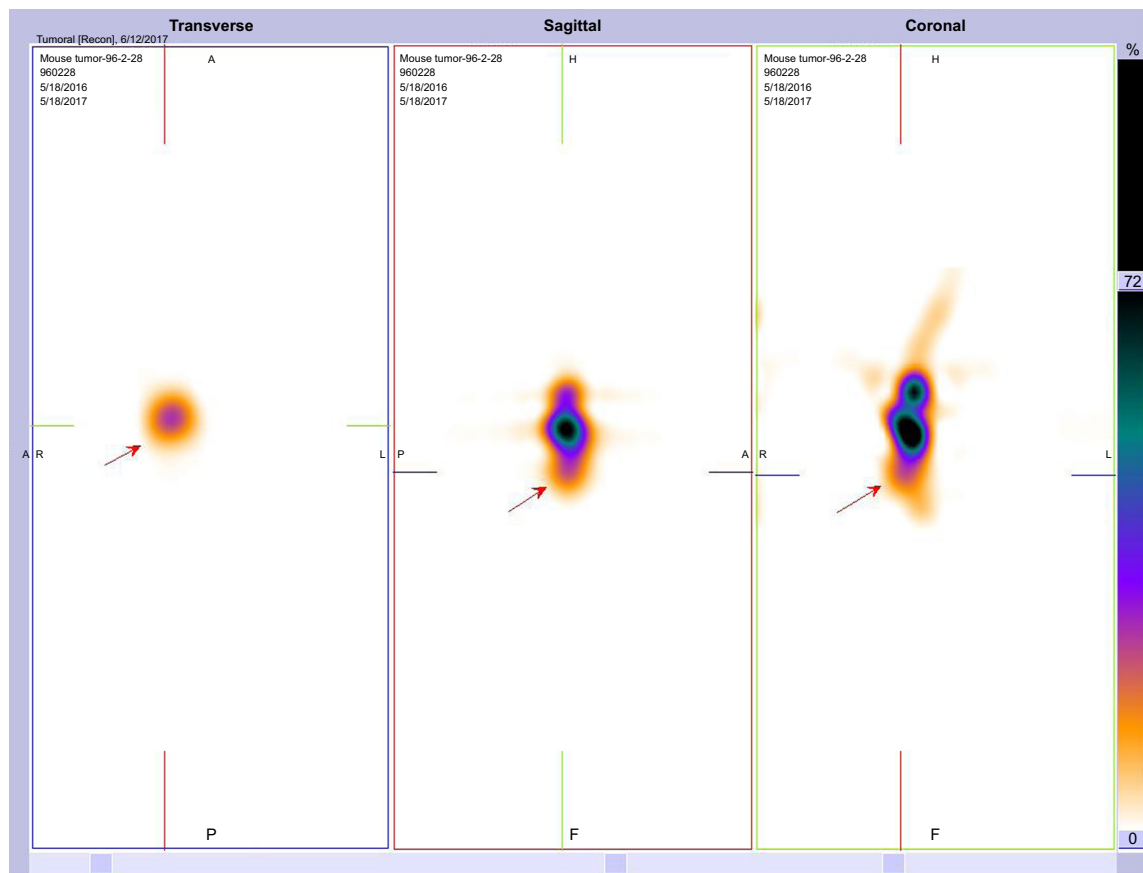 Transverse
Sagittal
Coronal
Tumoral [Recon], 6/12/2017
%
Mouse tumor-96-2-28
960228
5/18/2016
5/18/2017
A
Mouse tumor-96-2-28
960228
5/18/2016
5/18/2017
H
Mouse tumor-96-2-28
960228
5/18/2016
5/18/2017
H
72
A R
L P
A R
L
P
F
F
0